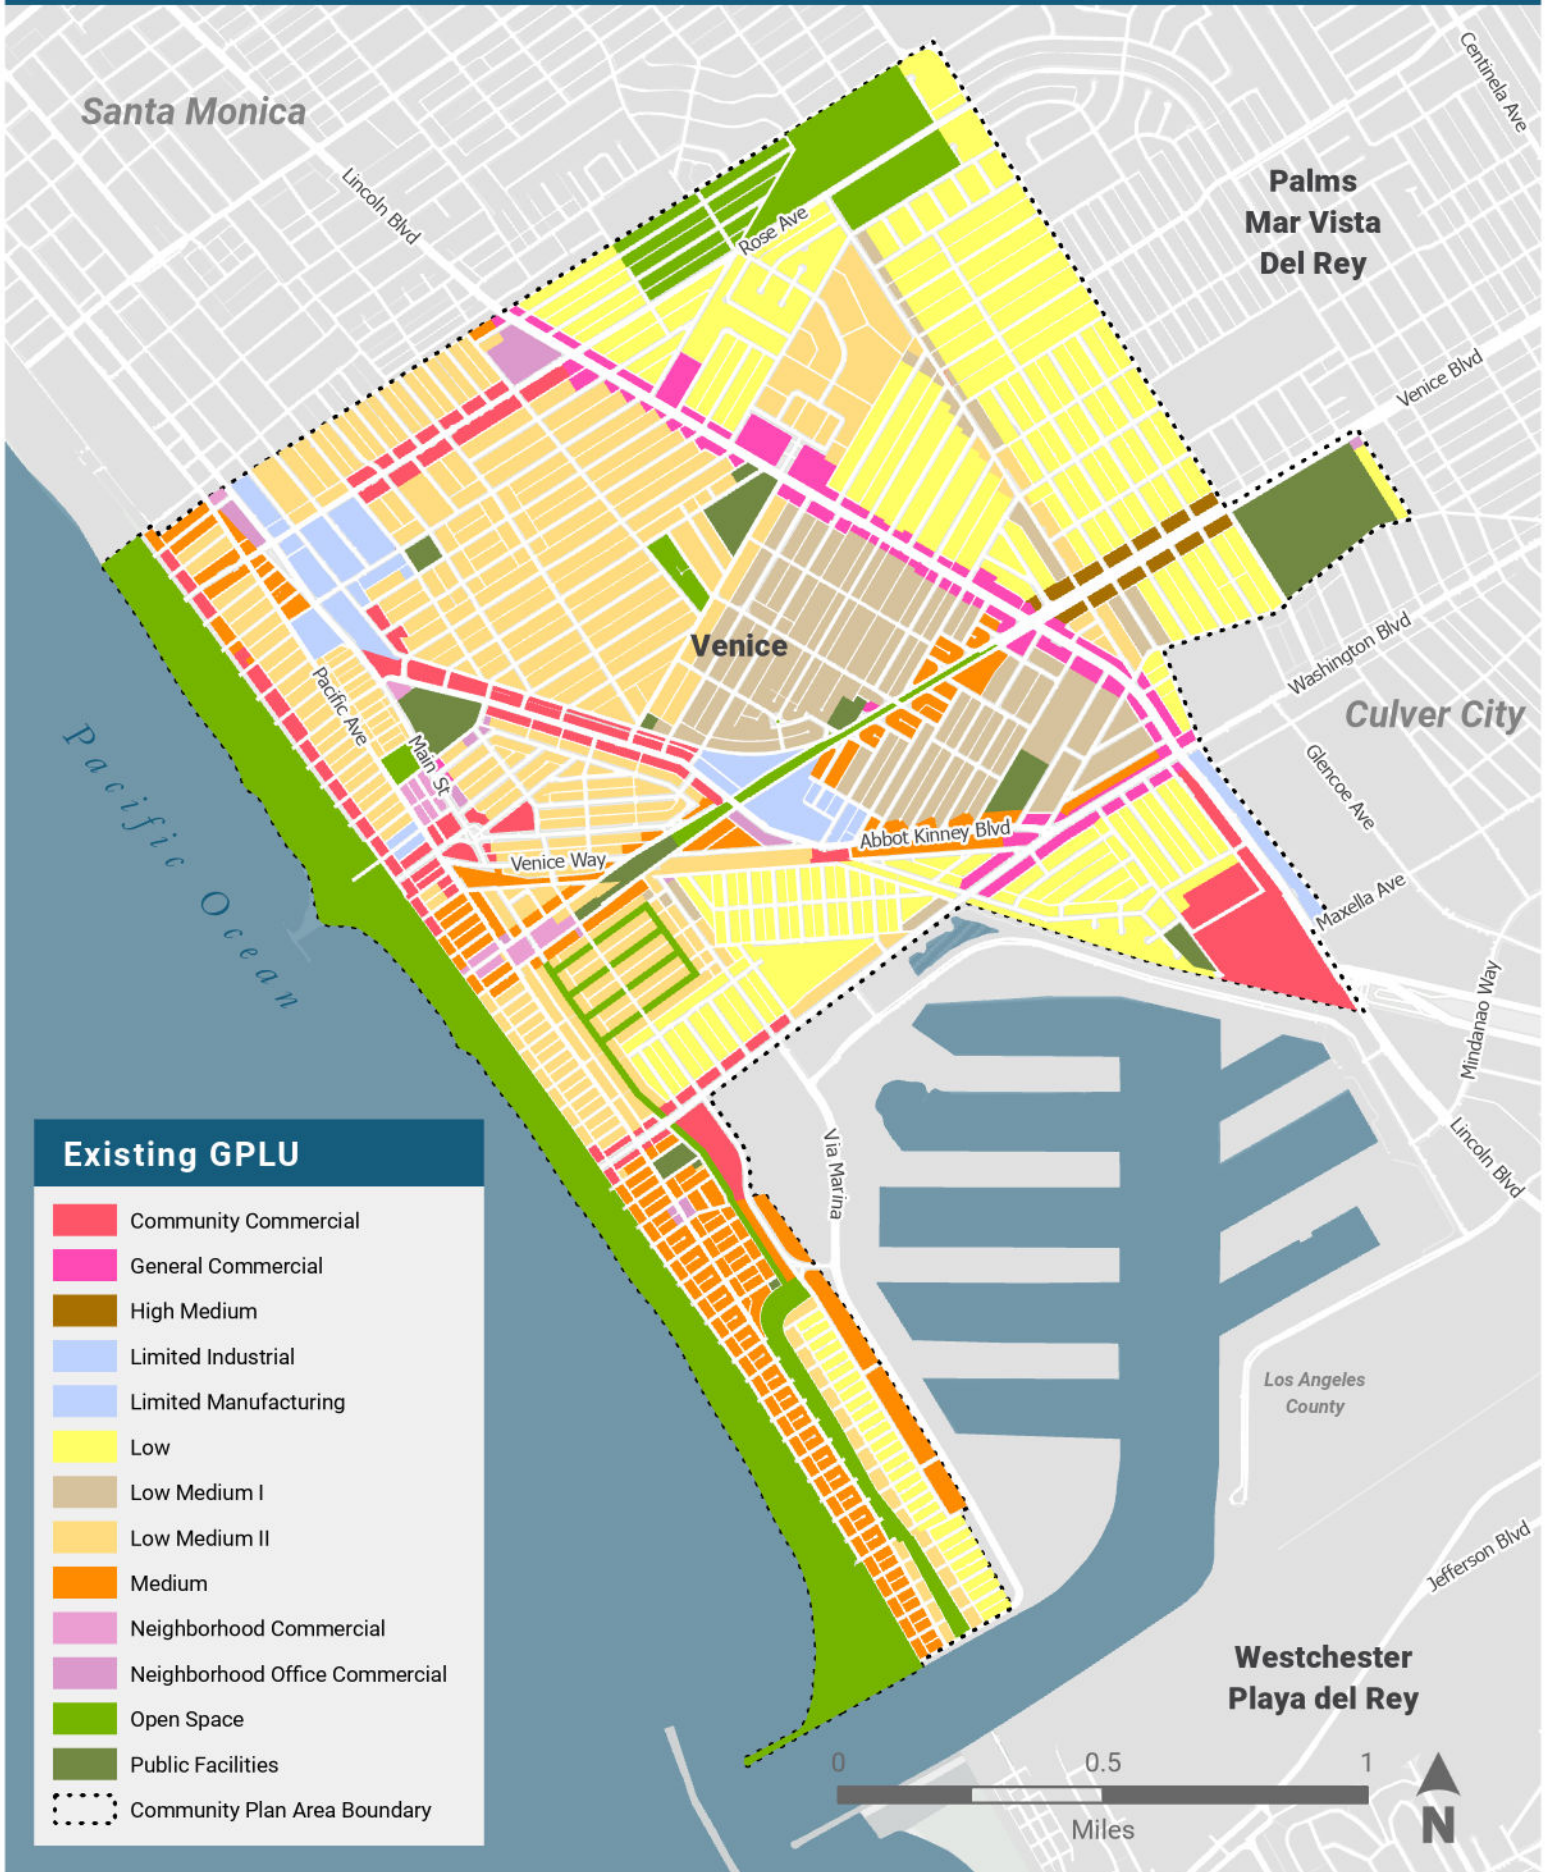 Santa Monica
Lincoln Blvd
Centinela Ave
Palms
Mar Vista
Del Rey
Rose Ave
Venice Blvd
Venice
Washington Blvd
Culver City
Pacific Ave
Main St
Glencoe Ave
Pacific Ocean
Abbot Kinney Blvd
Venice Way
Maxella Ave
Mindanao Way
Via Marina
Lincoln Blvd
Los Angeles
County
Jefferson Blvd
Westchester
Playa del Rey
Existing GPLU
Community Commercial
General Commercial
High Medium
Limited Industrial
Limited Manufacturing
Low
Low Medium I
Low Medium II
Medium
Neighborhood Commercial
Neighborhood Office Commercial
Open Space
Public Facilities
Community Plan Area Boundary
0 0.5 1
Miles
N